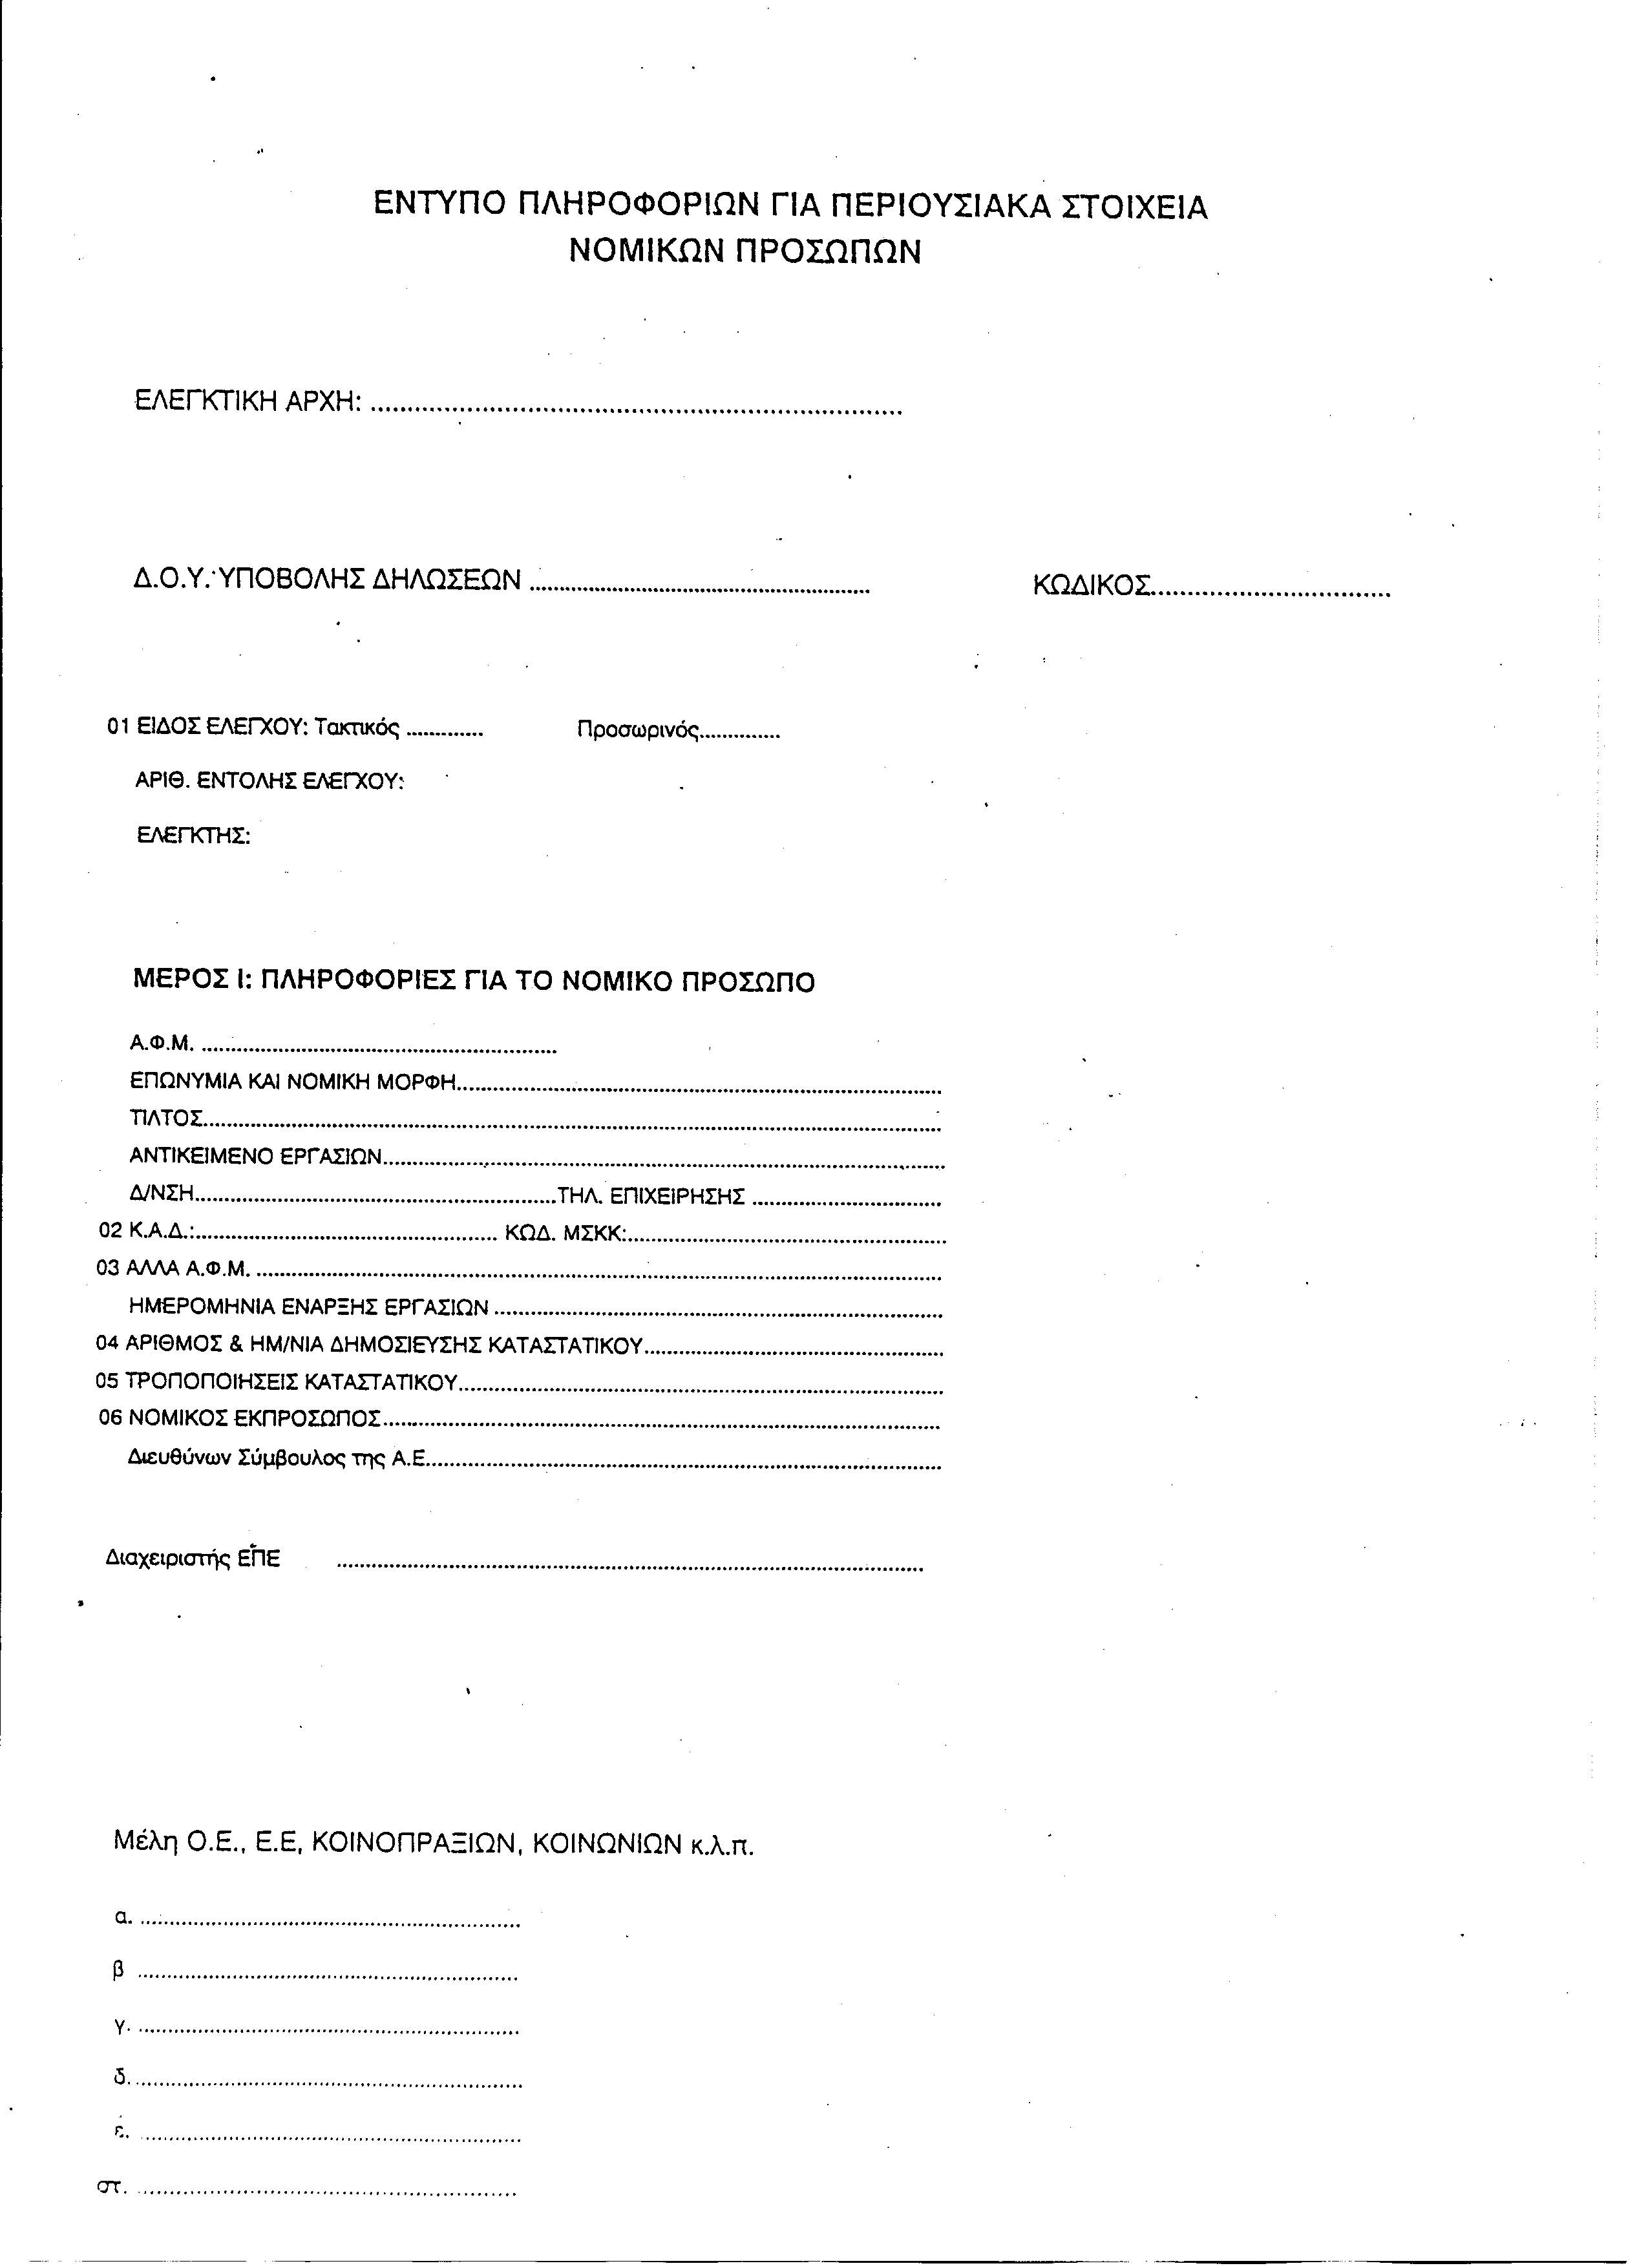 ΕΝΤΥΠΟ ΠΛΗΡΟΦΟΡΙΩΝ ΓΙΑ ΠΕΡΙΟΥΣΙΑΚΑ ΣΤΟΙΧΕΙΑ
ΝΟΜΙΚΩΝ ΠΡΟΣΩΠΩΝ
ΕΛΕΓΚΤΙΚΗ ΑΡΧΗ: ..............................................................................
Δ.Ο.Υ. ΥΠΟΒΟΛΗΣ ΔΗΛΩΣΕΩΝ ........................................................ ΚΩΔΙΚΟΣ.................................
01 ΕΙΔΟΣ ΕΛΕΓΧΟΥ: Τακτικός ............. Προσωρινός..............
ΑΡΙΘ. ΕΝΤΟΛΗΣ ΕΛΕΓΧΟΥ:
ΕΛΕΓΚΤΗΣ:
ΜΕΡΟΣ Ι: ΠΛΗΡΟΦΟΡΙΕΣ ΓΙΑ ΤΟ ΝΟΜΙΚΟ ΠΡΟΣΩΠΟ
Α.Φ.Μ. ............................................................
ΕΠΩΝΥΜΙΑ ΚΑΙ ΝΟΜΙΚΗ ΜΟΡΦΗ..................................................................................
ΤΙΛΤΟΣ..............................................................................................................................
ΑΝΤΙΚΕΙΜΕΝΟ ΕΡΓΑΣΙΩΝ................................................................................................
Δ/ΝΣΗ..............................................................ΤΗΛ. ΕΠΙΧΕΙΡΗΣΗΣ ................................
02 Κ.Α.Δ.:................................................... ΚΩΔ. ΜΣΚΚ:......................................................
03 ΑΛΛΑ Α.Φ.Μ. .....................................................................................................................
ΗΜΕΡΟΜΗΝΙΑ ΕΝΑΡΞΗΣ ΕΡΓΑΣΙΩΝ ............................................................................
04 ΑΡΙΘΜΟΣ & ΗΜ/ΝΙΑ ΔΗΜΟΣΙΕΥΣΗΣ ΚΑΤΑΣΤΑΤΙΚΟΥ...................................................
05 ΤΡΟΠΟΠΟΙΗΣΕΙΣ ΚΑΤΑΣΤΑΤΙΚΟΥ..................................................................................
06 ΝΟΜΙΚΟΣ ΕΚΠΡΟΣΩΠΟΣ...............................................................................................
Διευθύνων Σύμβουλος της Α.Ε.......................................................................................
Διαχειριστής ΕΠΕ ....................................................................................................
Μέλη Ο.Ε., Ε.Ε, ΚΟΙΝΟΠΡΑΞΙΩΝ, ΚΟΙΝΩΝΙΩΝ κ.λ.π.
α. ................................................................
β ................................................................
γ. ................................................................
δ. ................................................................
ε. ................................................................
στ. ................................................................